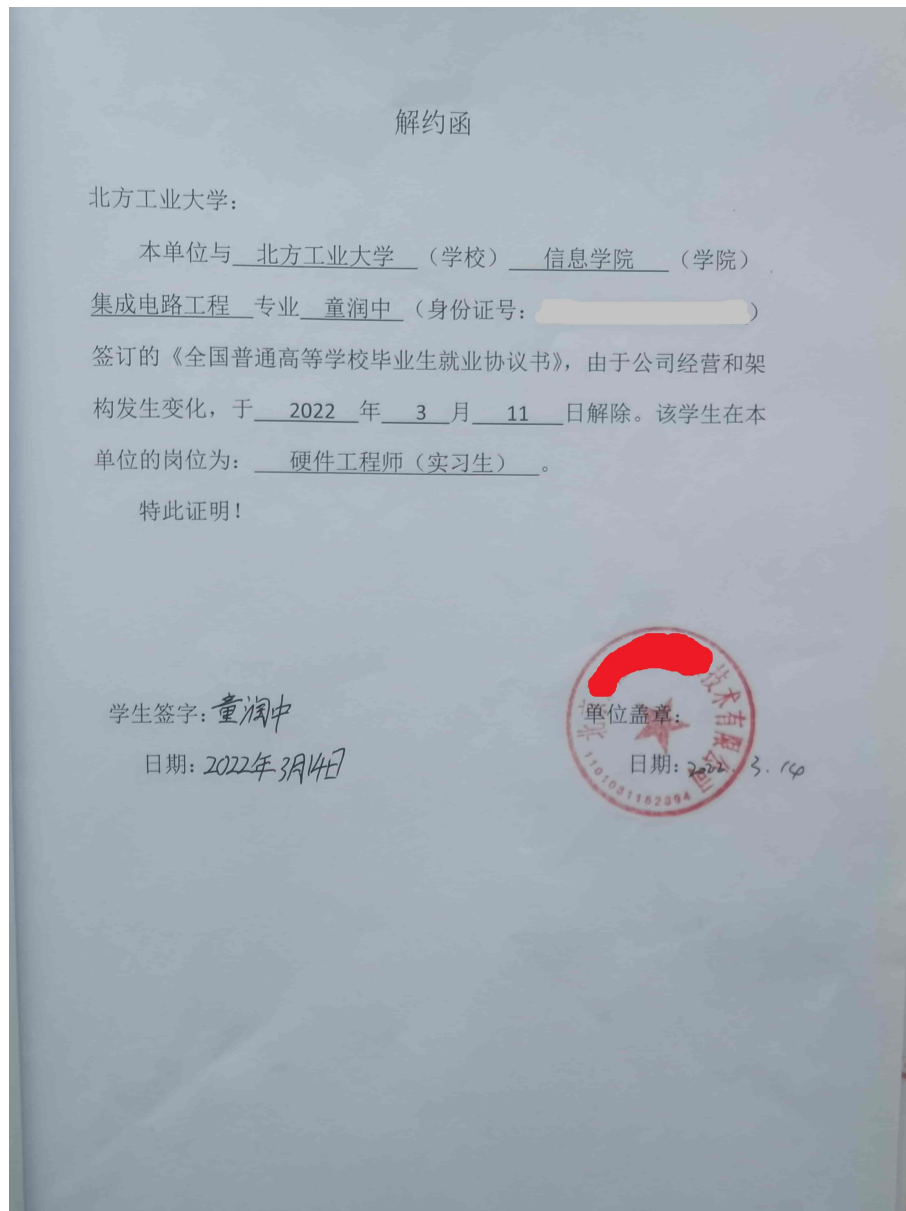 解约函
北方工业大学：
本单位与 北方工业大学 （学校） 信息学院 （学院）
集成电路工程 专业 童润中 （身份证号： ）
签订的《全国普通高等学校毕业生就业协议书》，由于公司经营和架
构发生变化，于 2022 年 3 月 11 日解除。该学生在本
单位的岗位为： 硬件工程师（实习生） 。
特此证明！
学生签字：童润中
单位盖章：
日期：2022年3月14日
日期：2022.3.14
北 技术有限公司